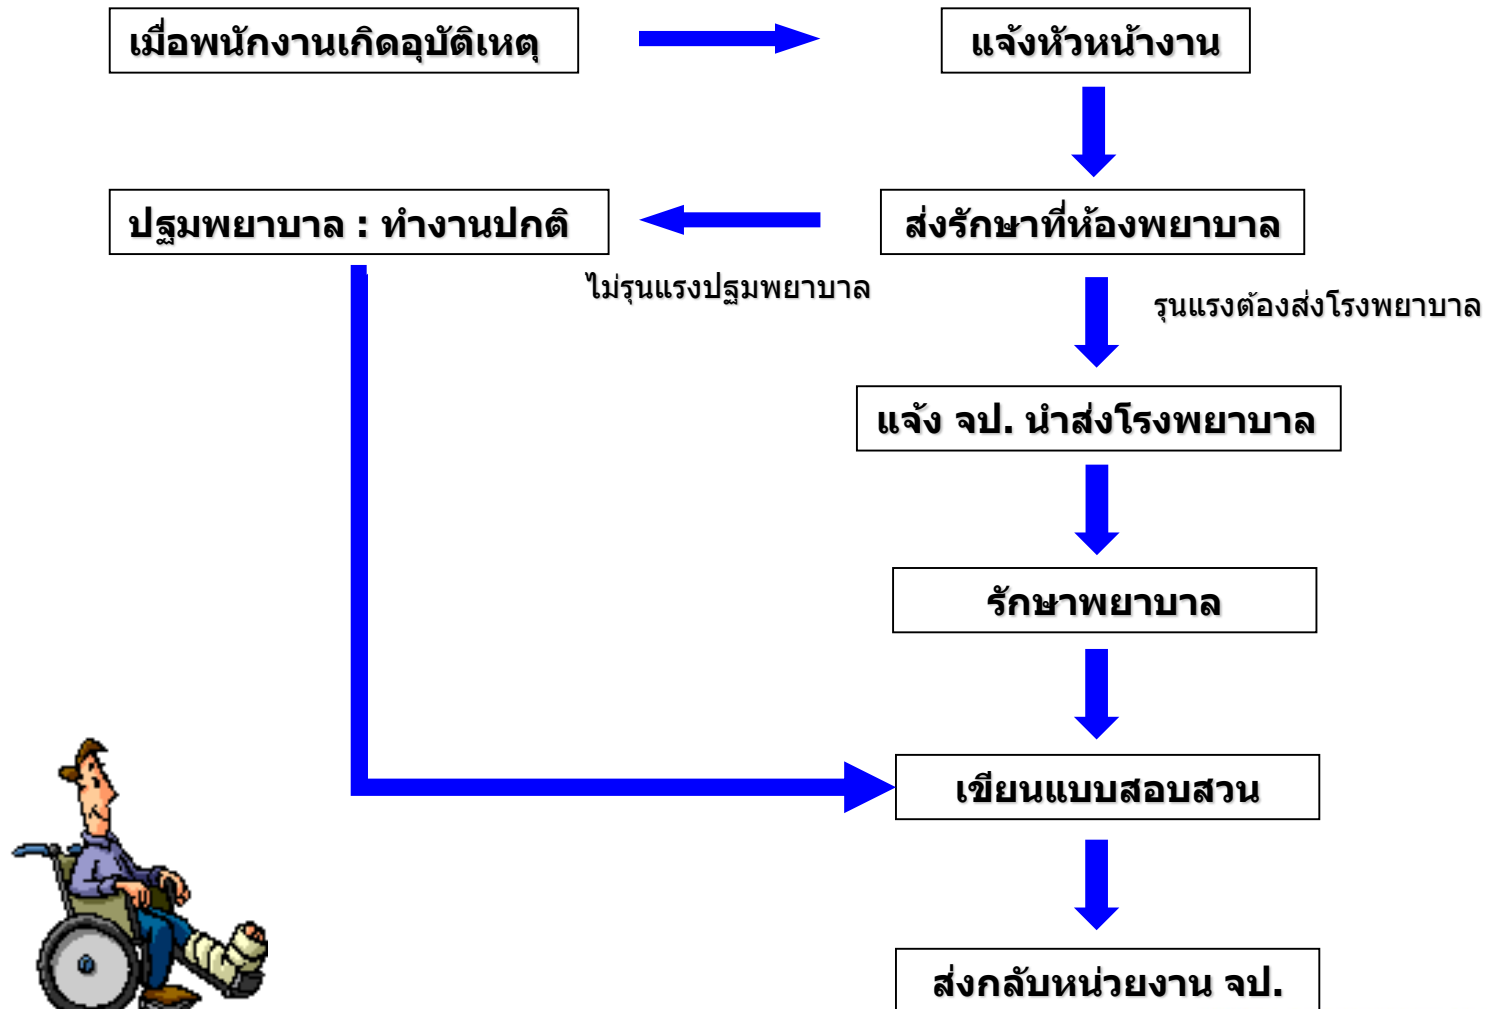 เมื่อพนักงานเกิดอุบัติเหตุ
แจ้งหัวหน้างาน
ปฐมพยาบาล : ทำงานปกติ
ส่งรักษาที่ห้องพยาบาล
ไม่รุนแรงปฐมพยาบาล
รุนแรงต้องส่งโรงพยาบาล
แจ้ง จป. นำส่งโรงพยาบาล
รักษาพยาบาล
เขียนแบบสอบสวน
ส่งกลับหน่วยงาน จป.